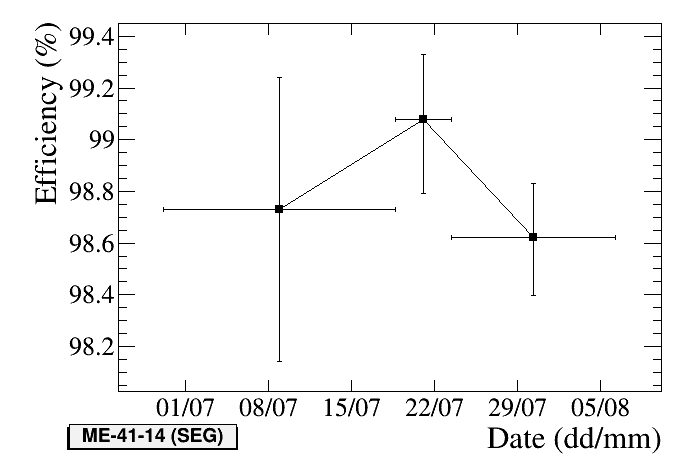 Efficiency (%)
99.4
99.2
99
98.8
98.6
98.4
98.2
01/07 08/07 15/07 22/07 29/07 05/08
Date (dd/mm)
ME-41-14 (SEG)